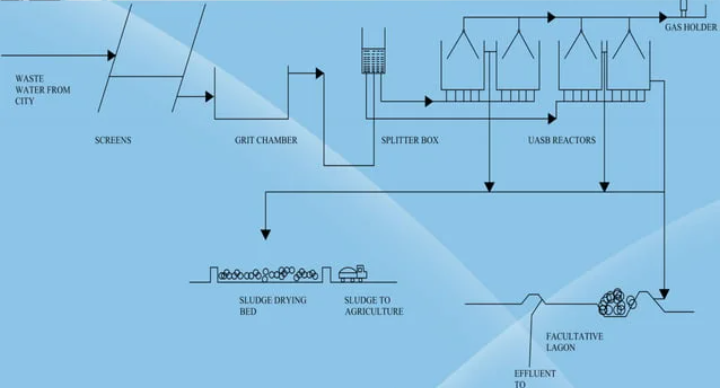 GAS HOLDER
WASTE
WATER FROM
CITY
SCREENS
GRIT CHAMBER
SPLITTER BOX
UASB REACTORS
SLUDGE DRYING
BED
SLUDGE TO
AGRICULTURE
FACULTATIVE
LAGON
EFFLUENT
TO